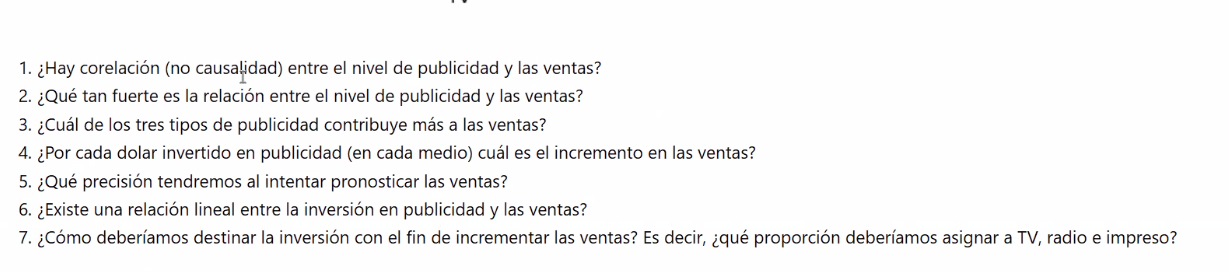 1. ¿Hay corelación (no causalidad) entre el nivel de publicidad y las ventas?
2. ¿Qué tan fuerte es la relación entre el nivel de publicidad y las ventas?
3. ¿Cuál de los tres tipos de publicidad contribuye más a las ventas?
4. ¿Por cada dolar invertido en publicidad (en cada medio) cuál es el incremento en las ventas?
5. ¿Qué precisión tendremos al intentar pronosticar las ventas?
6. ¿Existe una relación lineal entre la inversión en publicidad y las ventas?
7. ¿Cómo deberíamos destinar la inversión con el fin de incrementar las ventas? Es decir, ¿qué proporción deberíamos asignar a TV, radio e impreso?